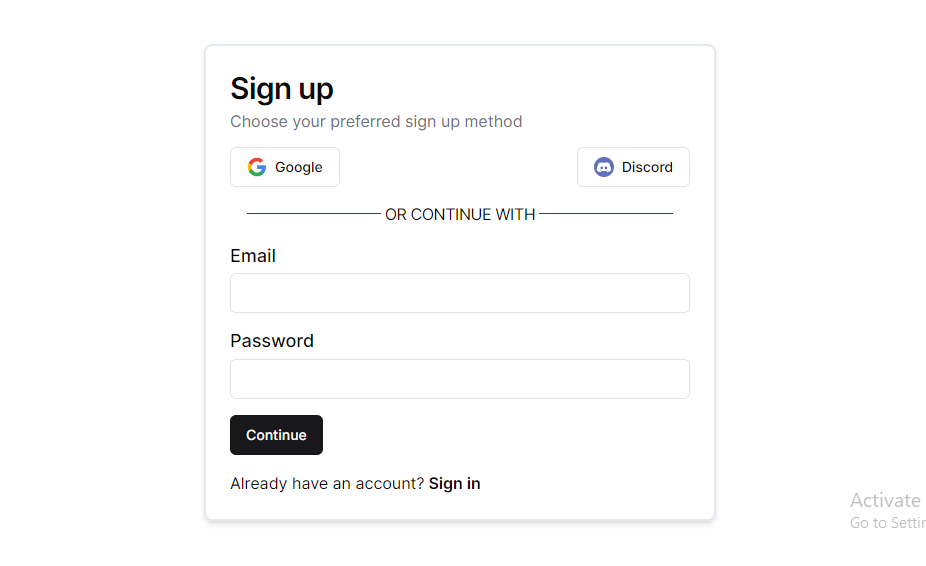 Sign up
Choose your preferred sign up method
Google
Discord
OR CONTINUE WITH
Email
Password
Continue
Already have an account? Sign in
Activate
Go to Settin